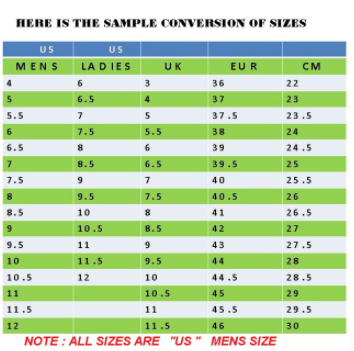 HERE IS THE SAMPLE CONVERSION OF SIZES
US US
MENS LADIES UK EUR CM
4 6 3 36 22
5 6.5 4 37 23
5.5 7 5 37.5 23.5
6 7.5 5.5 38 24
6.5 8 6 39 24.5
7 8.5 6.5 39.5 25
7.5 9 7 40 25.5
8 9.5 7.5 40.5 26
8.5 10 8 41 26.5
9 10.5 8.5 42 27
9.5 11 9 43 27.5
10 11.5 9.5 44 28
10.5 12 10 44.5 28.5
11 10.5 45 29
11.5 11 45.5 29.5
12 11.5 46 30
NOTE : ALL SIZES ARE "US " MENS SIZE